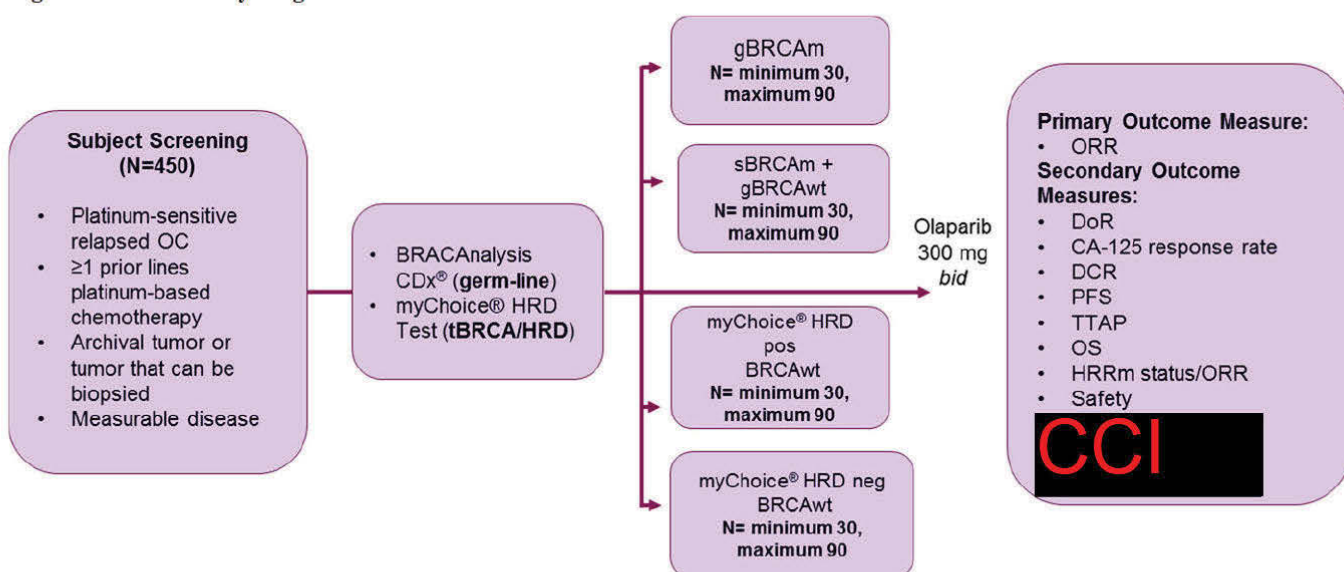 Subject Screening
(N=450)
• Platinum-sensitive
relapsed OC
• ≥1 prior lines
platinum-based
chemotherapy
• Archival tumor or
tumor that can be
biopsied
• Measurable disease
• BRACAnalysis
CDx® (germ-line)
• myChoice® HRD
Test (tBRCA/HRD)
gBRCAm
N= minimum 30,
maximum 90
sBRCAm +
gBRCAwt
N= minimum 30,
maximum 90
myChoice® HRD
pos
BRCAwt
N= minimum 30,
maximum 90
myChoice® HRD neg
BRCAwt
N= minimum 30,
maximum 90
Olaparib
300 mg
bid
Primary Outcome Measure:
• ORR
Secondary Outcome
Measures:
• DoR
• CA-125 response rate
• DCR
• PFS
• TTAP
• OS
• HRRm status/ORR
• Safety
CCI